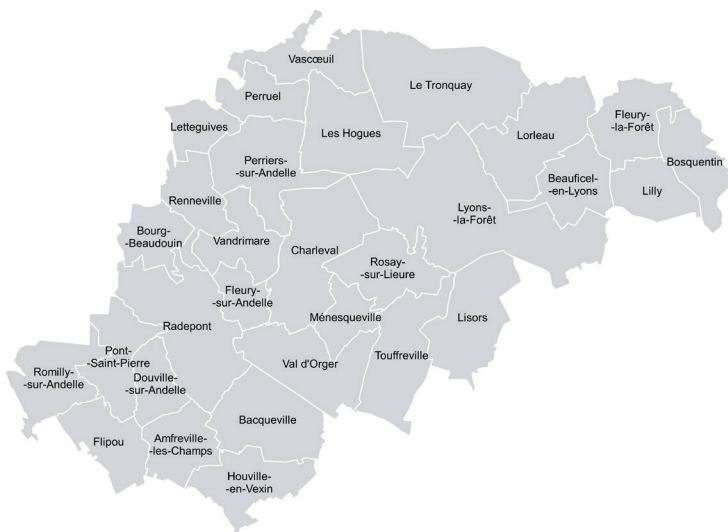 Vascœuil
Le Tronquay
Perruel
Fleury-
-la-Forêt
Letteguives
Les Hogues
Lorleau
Bosquentin
Perriers-
-sur-Andelle
Beauficel-
-en-Lyons
Lilly
Renneville
Lyons-
-la-Forêt
Bourg-
-Beaudouin
Vandrimare
Charleval
Rosay-
-sur-Lieure
Fleury-
-sur-Andelle
Ménesqueville
Lisors
Radepont
Pont-
-Saint-Pierre
Val d'Orger
Touffreville
Romilly-
-sur-Andelle
Douville-
-sur-Andelle
Bacqueville
Flipou
Amfreville-
-les-Champs
Houville-
-en-Vexin